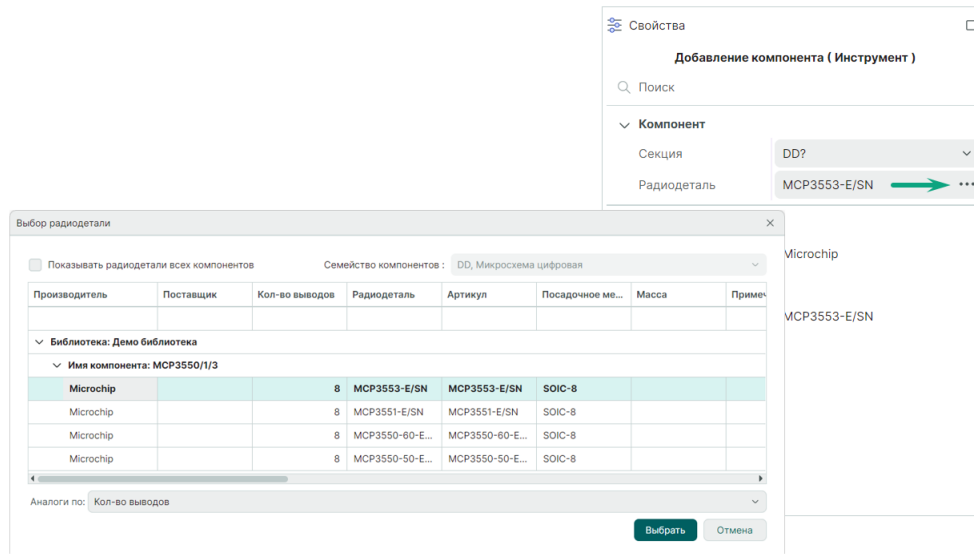 Свойства
Добавление компонента ( Инструмент )
Поиск
Компонент
Секция DD?
Радиодеталь MCP3553-E/SN
Microchip
MCP3553-E/SN
Выбор радиодетали
Показывать радиодетали всех компонентов Семейство компонентов : DD, Микросхема цифровая
Производитель Поставщик Кол-во выводов Радиодеталь Артикул Посадочное ме... Масса Примеч
Библиотека: Демо библиотека
Имя компонента: MCP3550/1/3
Microchip 8 MCP3553-E/SN MCP3553-E/SN SOIC-8
Microchip 8 MCP3551-E/SN MCP3551-E/SN SOIC-8
Microchip 8 MCP3550-60-E... MCP3550-60-E... SOIC-8
Microchip 8 MCP3550-50-E... MCP3550-50-E... SOIC-8
Аналоги по: Кол-во выводов
Выбрать Отмена